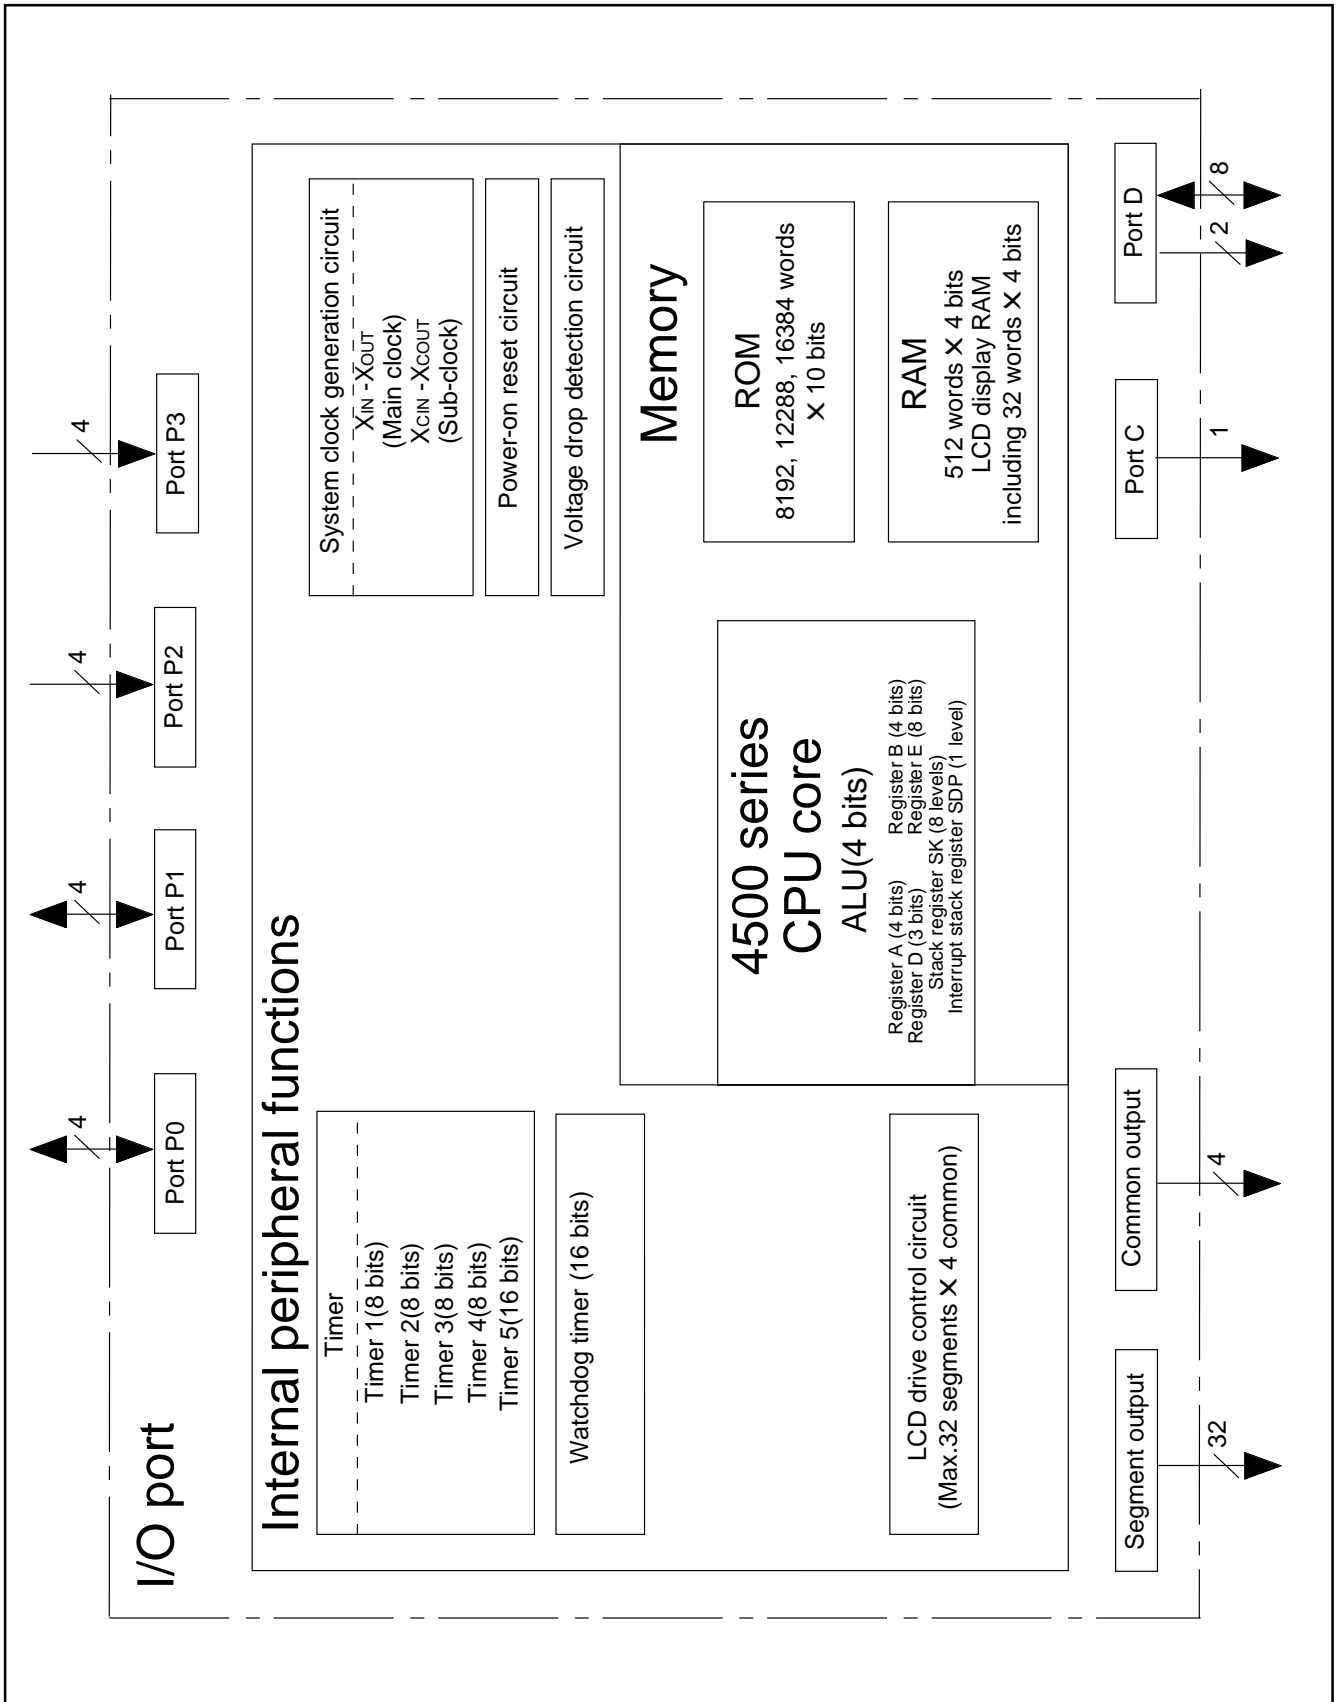 I/O port
4
4
4
4
Port P0
Port P1
Port P2
Port P3
Internal peripheral functions
Timer
Timer 1(8 bits)
Timer 2(8 bits)
Timer 3(8 bits)
Timer 4(8 bits)
Timer 5(16 bits)
Watchdog timer (16 bits)
LCD drive control circuit
(Max.32 segments X 4 common)
System clock generation circuit
XIN -XOUT
(Main clock)
XCIN -XCOUT
(Sub-clock)
Power-on reset circuit
Voltage drop detection circuit
4500 series
CPU core
ALU(4 bits)
Register A (4 bits) Register B (4 bits)
Register D (3 bits) Register E (8 bits)
Stack register SK (8 levels)
Interrupt stack register SDP (1 level)
Memory
ROM
8192, 12288, 16384 words
X 10 bits
RAM
512 words X 4 bits
LCD display RAM
including 32 words X 4 bits
Segment output
Common output
Port C
Port D
32
4
1
2
8